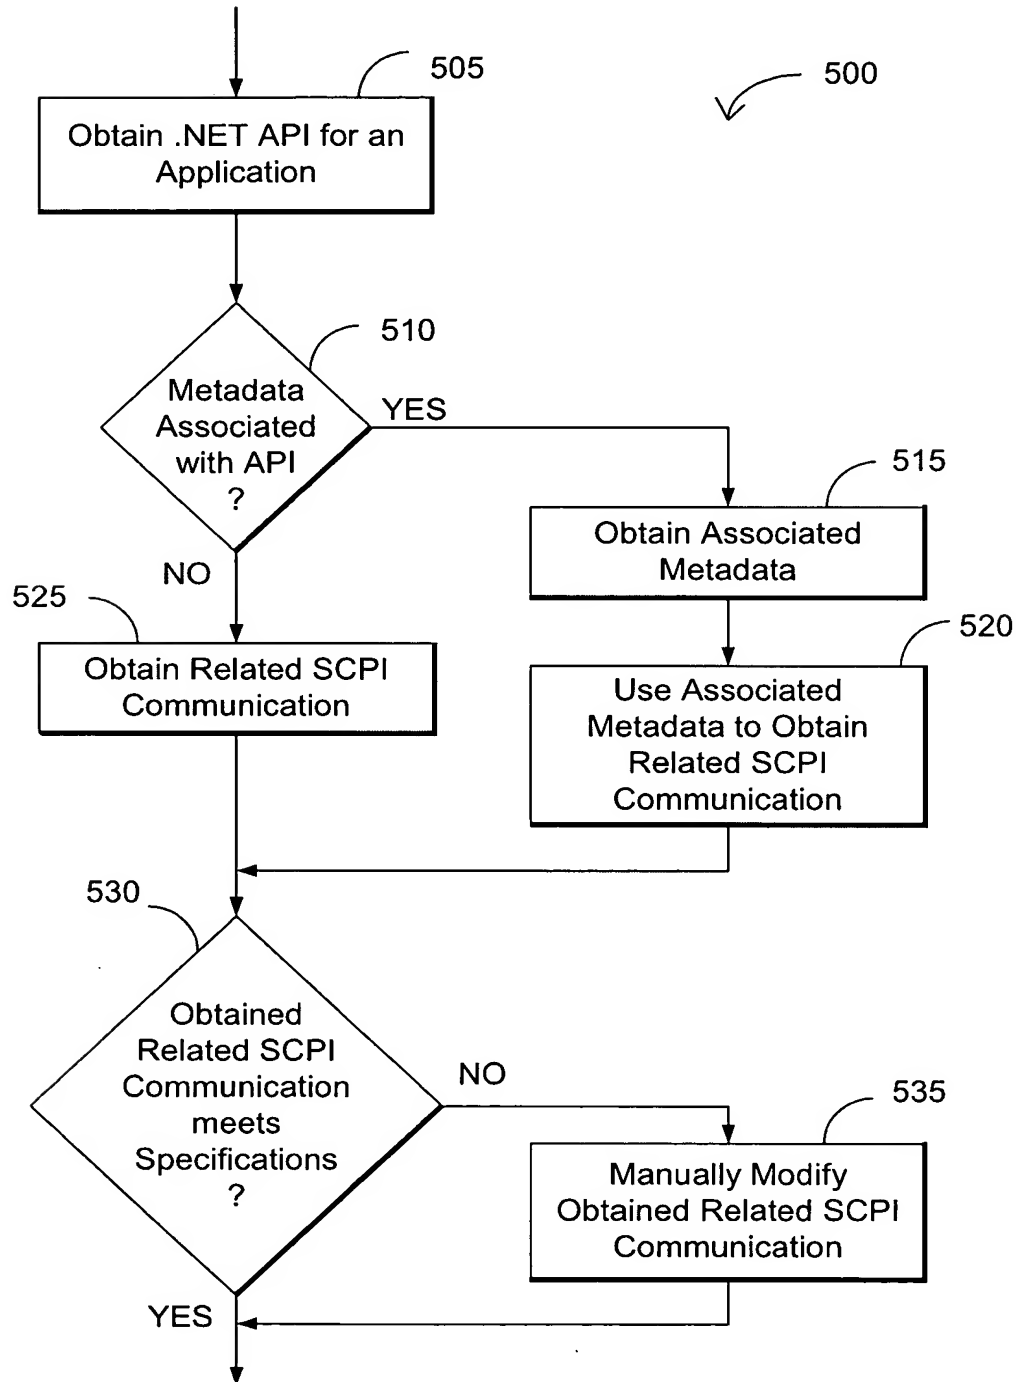 505
500
Obtain .NET API for an
Application
510
Metadata
Associated
with API
?
YES
515
Obtain Associated
Metadata
NO
525
520
Obtain Related SCPI
Communication
Use Associated
Metadata to Obtain
Related SCPI
Communication
530
Obtained
Related SCPI
Communication
meets
Specifications
?
NO
535
Manually Modify
Obtained Related SCPI
Communication
YES